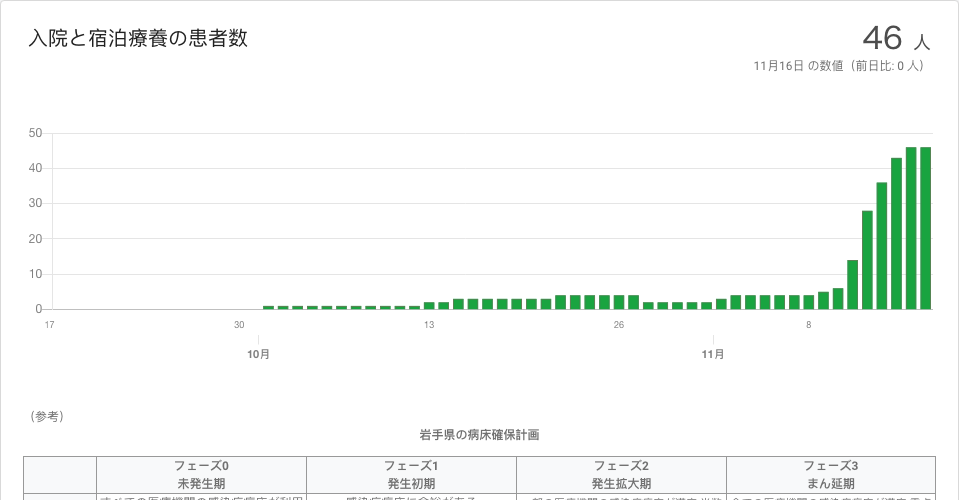 入院と宿泊療養の患者数
46 人
11月16日 の数値（前日比: 0 人）
50
40
30
20
10
0
17 30 13 26 8
10月 11月
（参考）
岩手県の病床確保計画
フェーズ0 フェーズ1 フェーズ2 フェーズ3
未発生期 発生初期 発生拡大期 まん延期